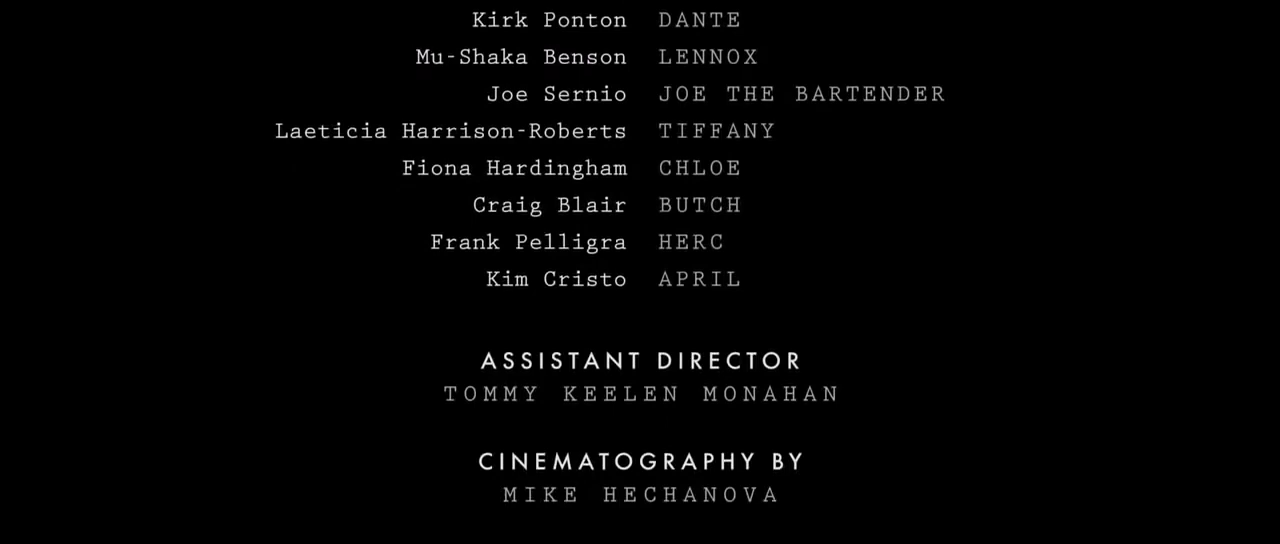 Kirk Ponton DANTE
Mu-Shaka Benson LENNOX
Joe Sernio JOE THE BARTENDER
Laeticia Harrison-Roberts TIFFANY
Fiona Hardingham CHLOE
Craig Blair BUTCH
Frank Pelligra HERC
Kim Cristo APRIL
ASSISTANT DIRECTOR
TOMMY KEELEN MONAHAN
CINEMATOGRAPHY BY
MIKE HECHANOVA